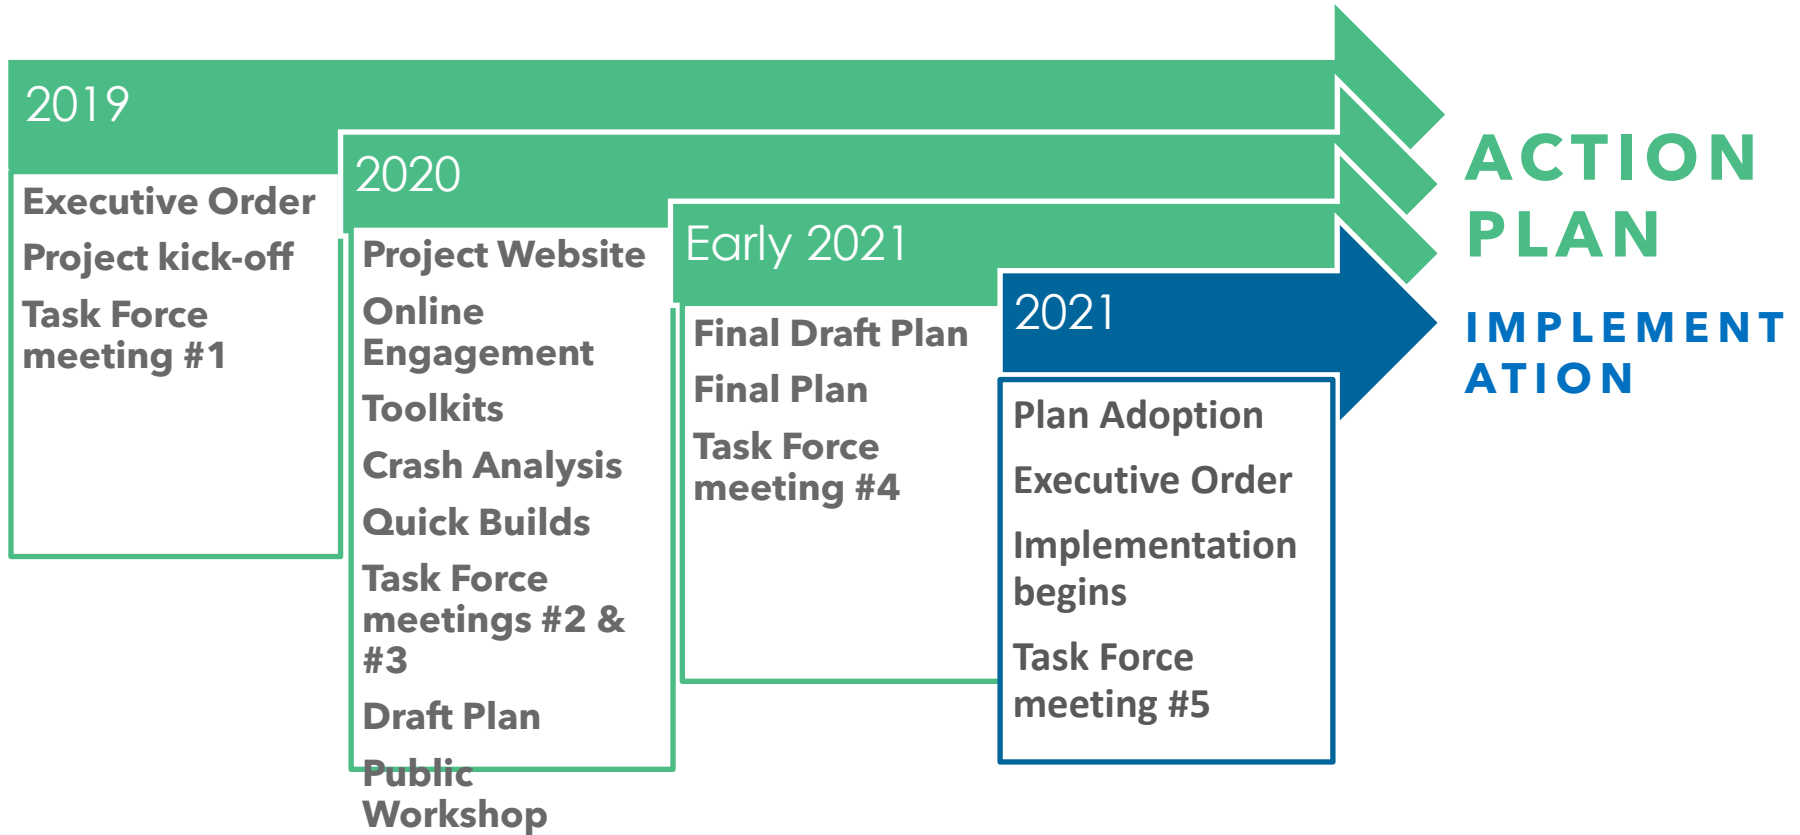 2019
Executive Order
Project kick-off
Task Force
meeting #1
2020
Project Website
Online
Engagement
Toolkits
Crash Analysis
Quick Builds
Task Force
meetings #2 &
#3
Draft Plan
Public
Workshop
Early 2021
Final Draft Plan
Final Plan
Task Force
meeting #4
2021
Plan Adoption
Executive Order
Implementation
begins
Task Force
meeting #5
ACTION
PLAN
IMPLEMENT
ATION